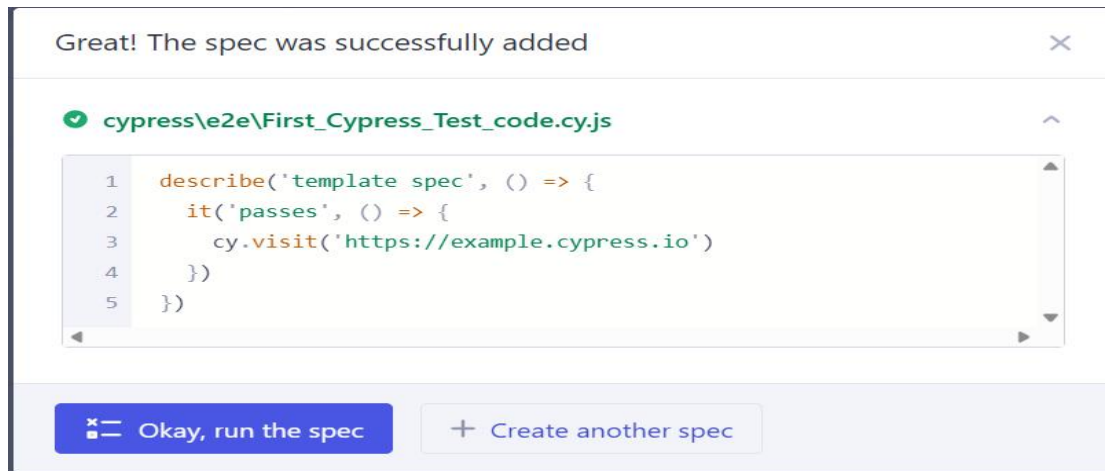 Great! The spec was successfully added
cypress\e2e\First_Cypress_Test_code.cy.js
1 describe('template spec', () => {
2 it('passes', () => {
3 cy.visit('https://example.cypress.io')
4 })
5 })
Okay, run the spec
+ Create another spec